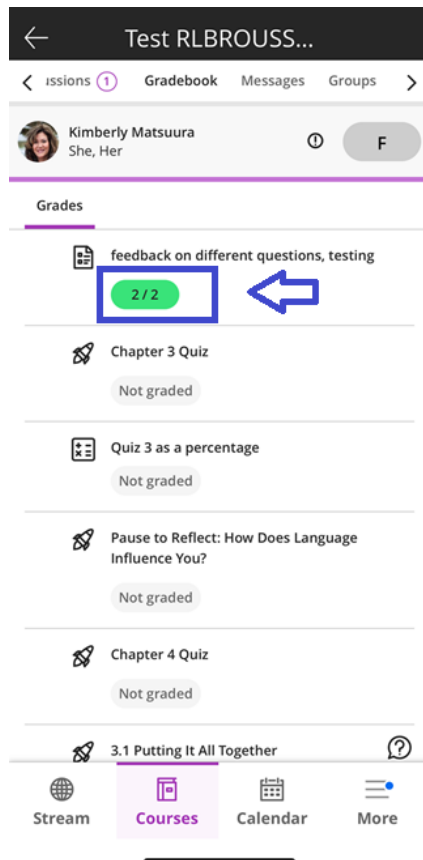 Test RLBROUSS...
ussions 1 Gradebook Messages Groups
Kimberly Matsuura
She, Her
F
Grades
feedback on different questions, testing
2 / 2
Chapter 3 Quiz
Not graded
Quiz 3 as a percentage
Not graded
Pause to Reflect: How Does Language
Influence You?
Not graded
Chapter 4 Quiz
Not graded
3.1 Putting It All Together
Stream Courses Calendar More